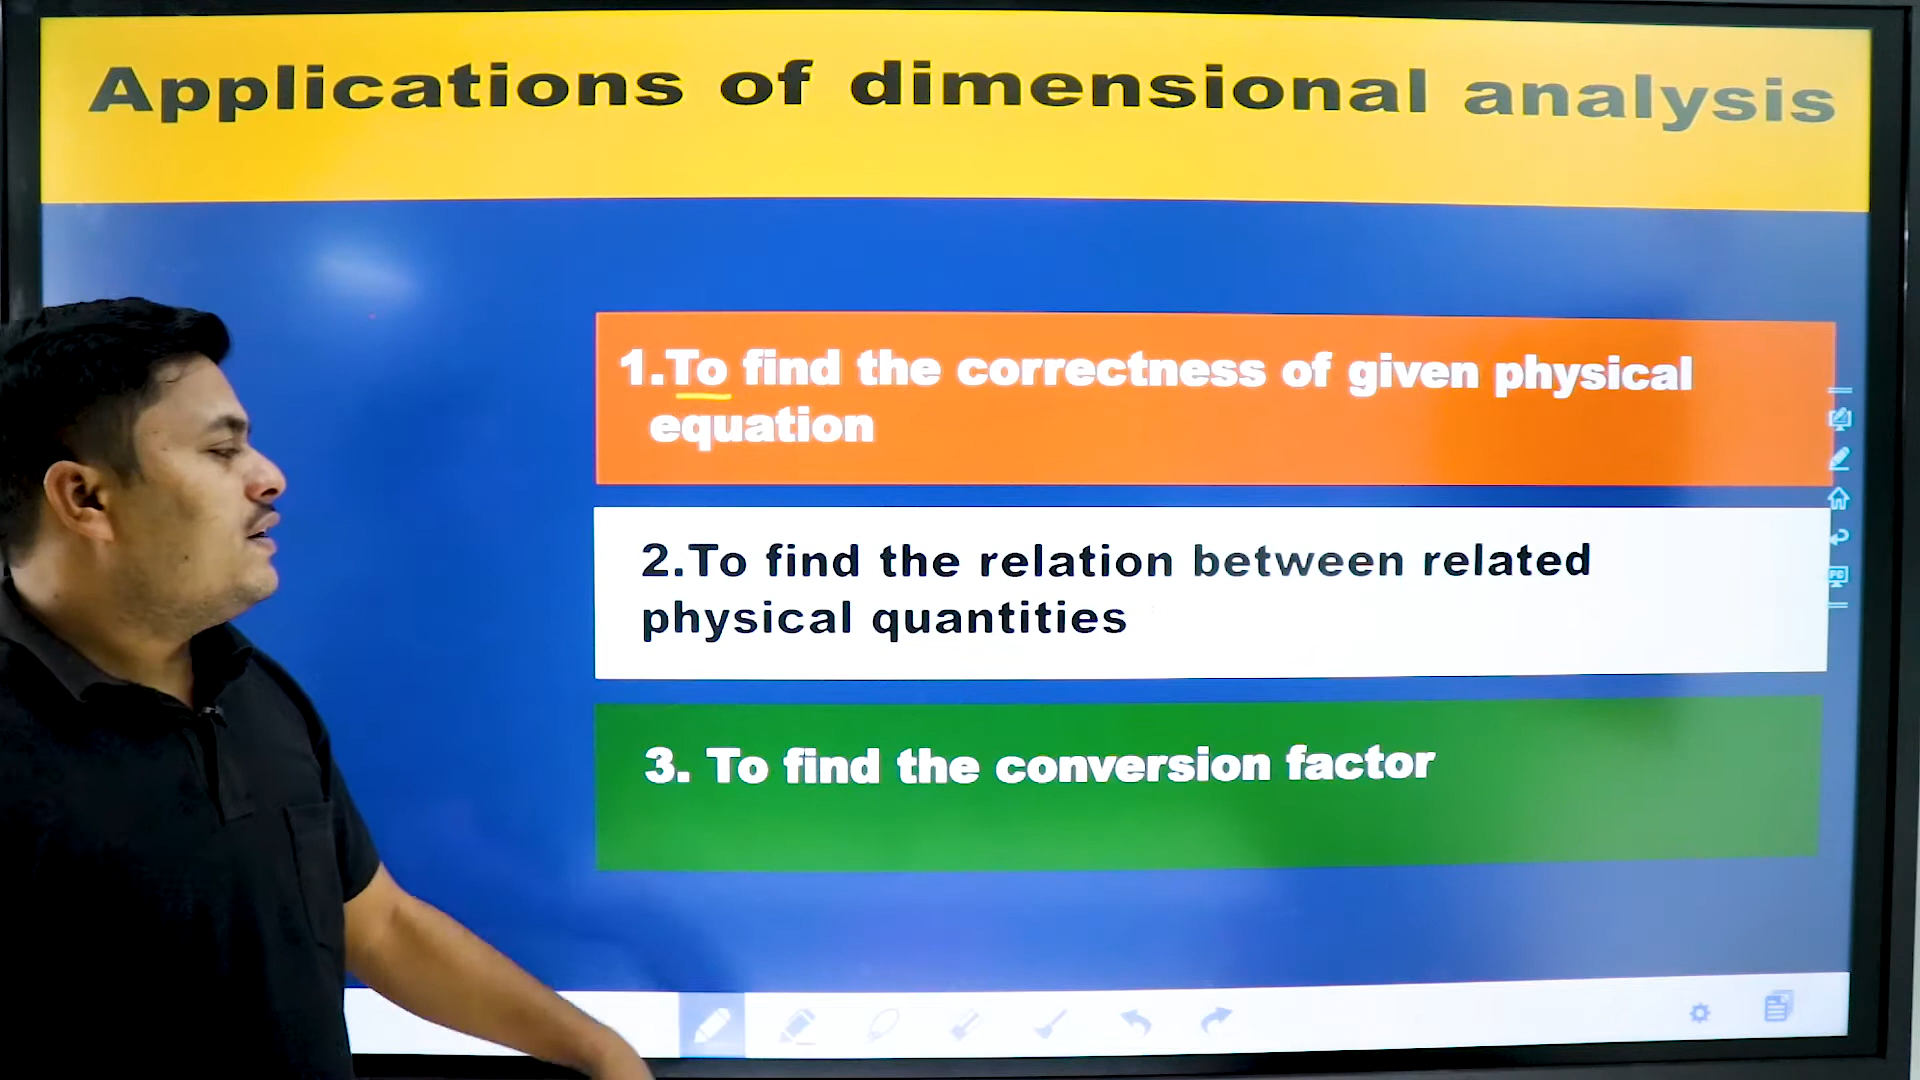 Applications of dimensional analysis
1.To find the correctness of given physical
equation
2.To find the relation between related
physical quantities
3. To find the conversion factor
PC